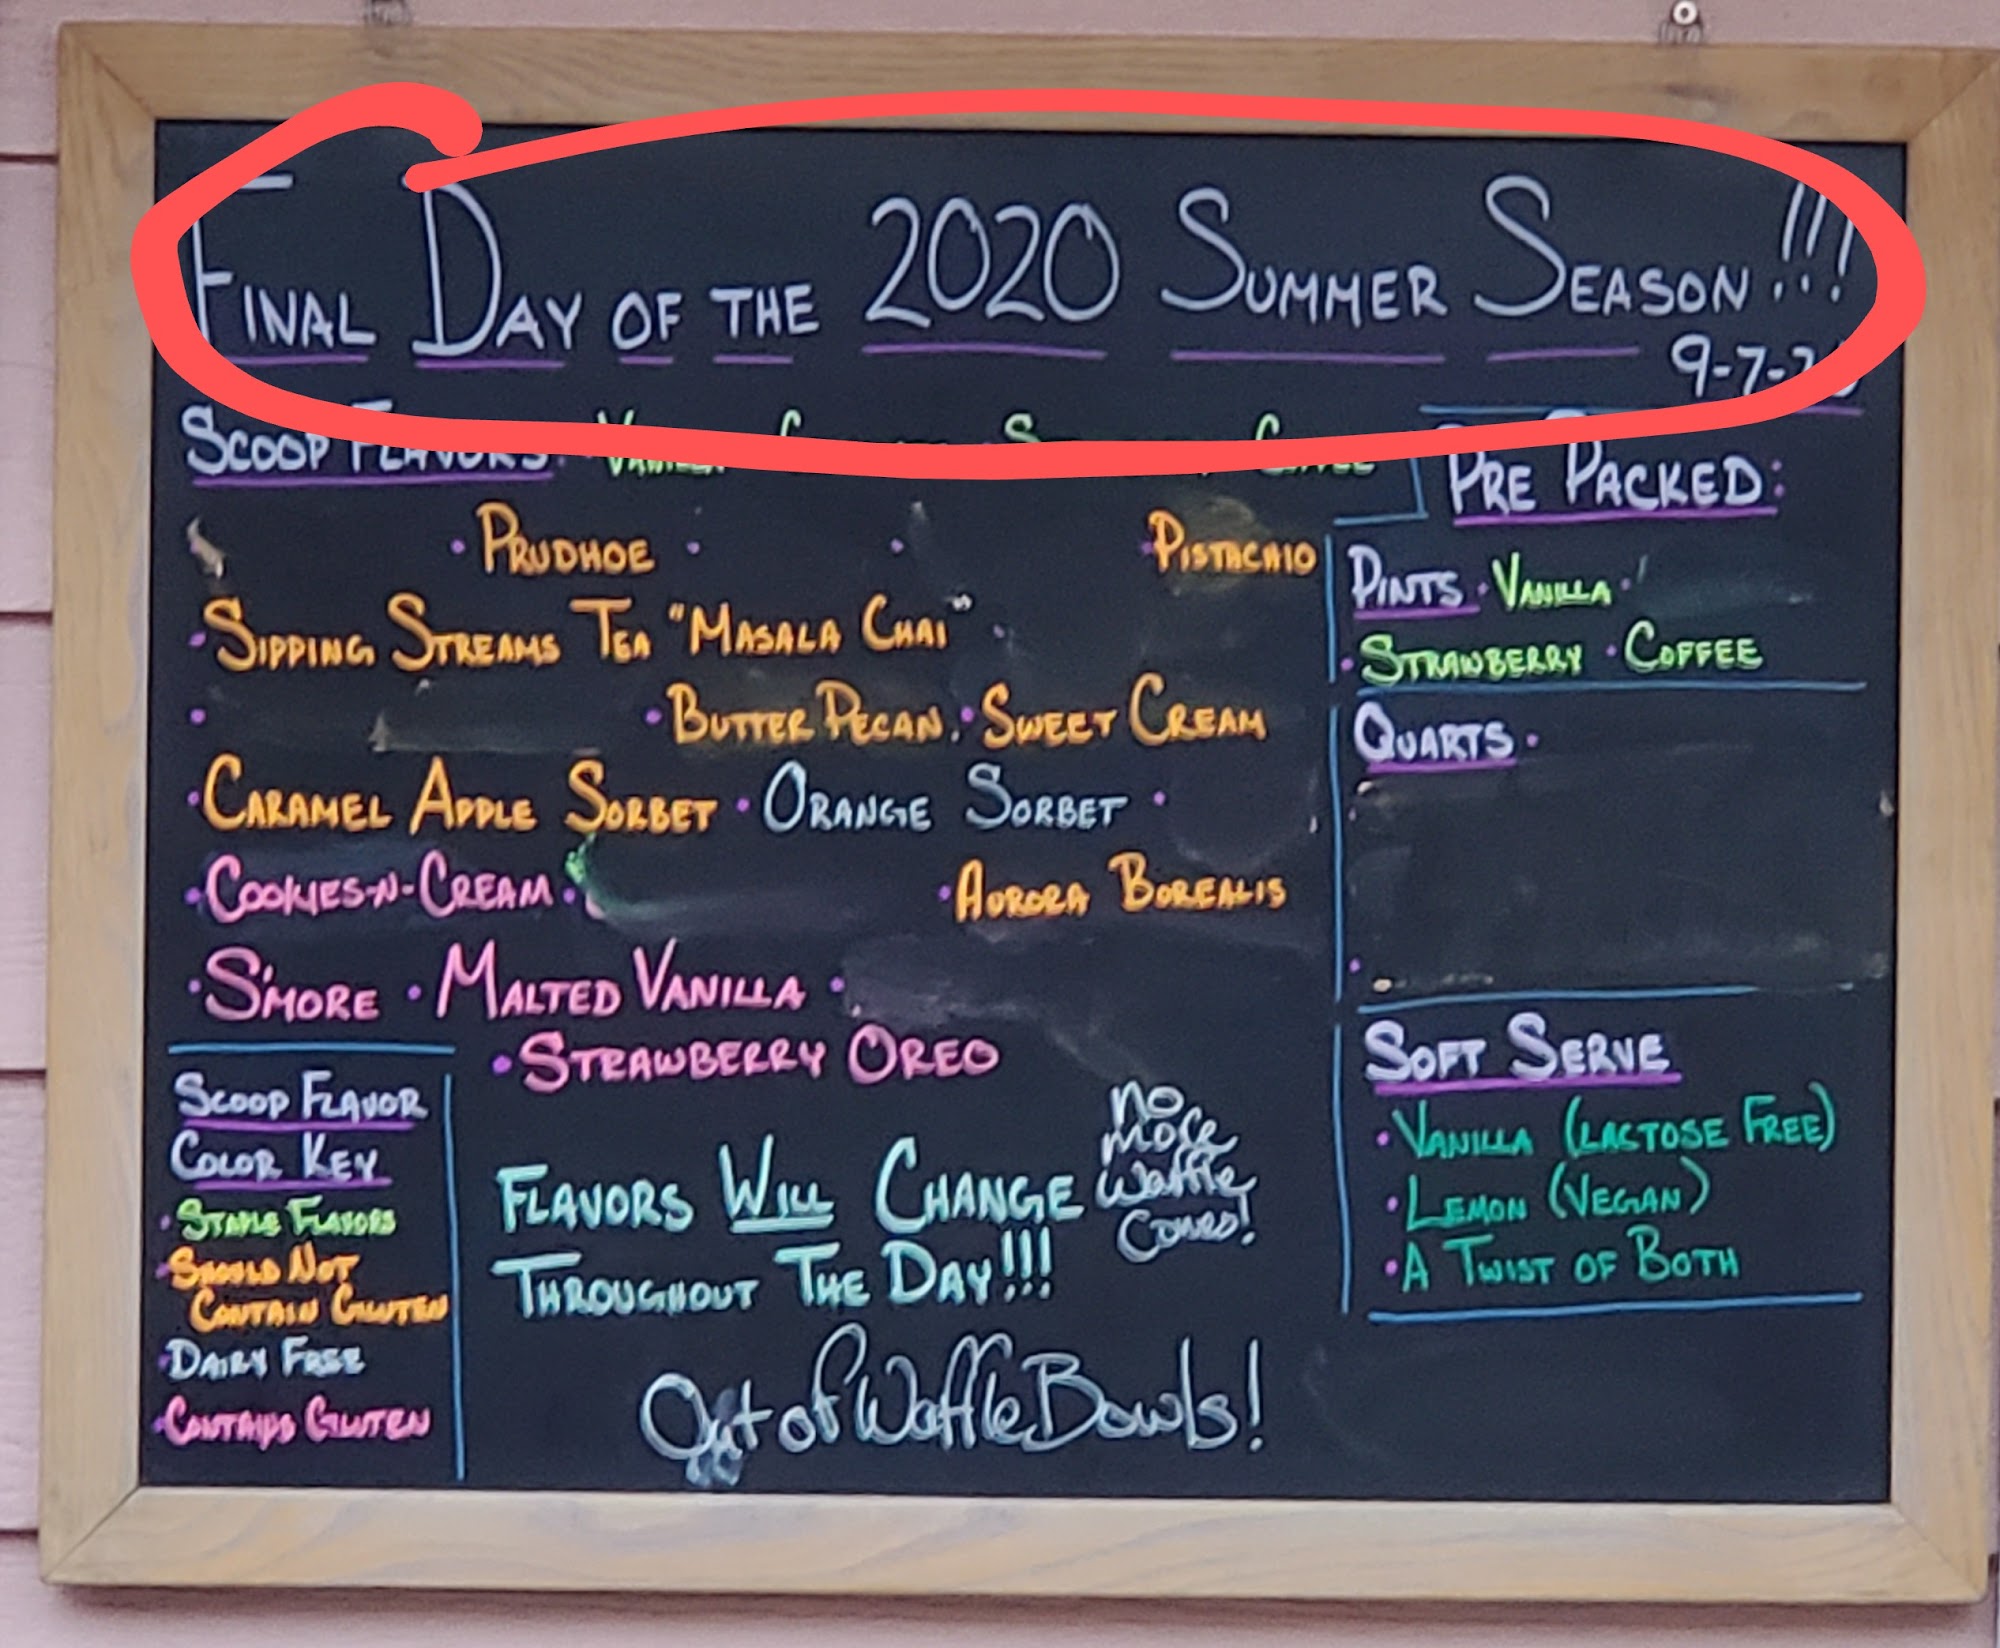 FINAL DAY OF THE 2020 SUMMER SEASON!!!
9-7-
SCOOP FLAVORS: · VANILLA
PRUDHOE · · · PISTACHIO
· SIPPING STREAMS TEA "MASALA CHAI" ·
· · BUTTER PECAN · SWEET CREAM
· CARAMEL APPLE SORBET · ORANGE SORBET ·
· COOKIES-N-CREAM · · AURORA BOREALIS
· S'MORE · MALTED VANILLA ·
· STRAWBERRY OREO
PRE PACKED:
PINTS · VANILLA ·
· STRAWBERRY · COFFEE
QUARTS ·
SOFT SERVE
· VANILLA (LACTOSE FREE)
· LEMON (VEGAN)
· A TWIST OF BOTH
SCOOP FLAVOR
COLOR KEY
· STAPLE FLAVORS
· SHOULD NOT
CONTAIN GLUTEN
· DAIRY FREE
· CONTAINS GLUTEN
FLAVORS WILL CHANGE
THROUGHOUT THE DAY!!!
no
more
waffle
Cones!
Out of Waffle Bowls!